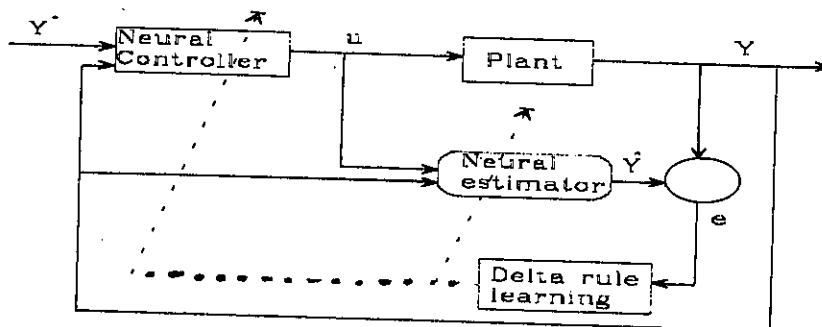 Y*
Neural
Controller
u
Plant
Y
Neural
estimator
Ŷ
e
Delta rule
learning